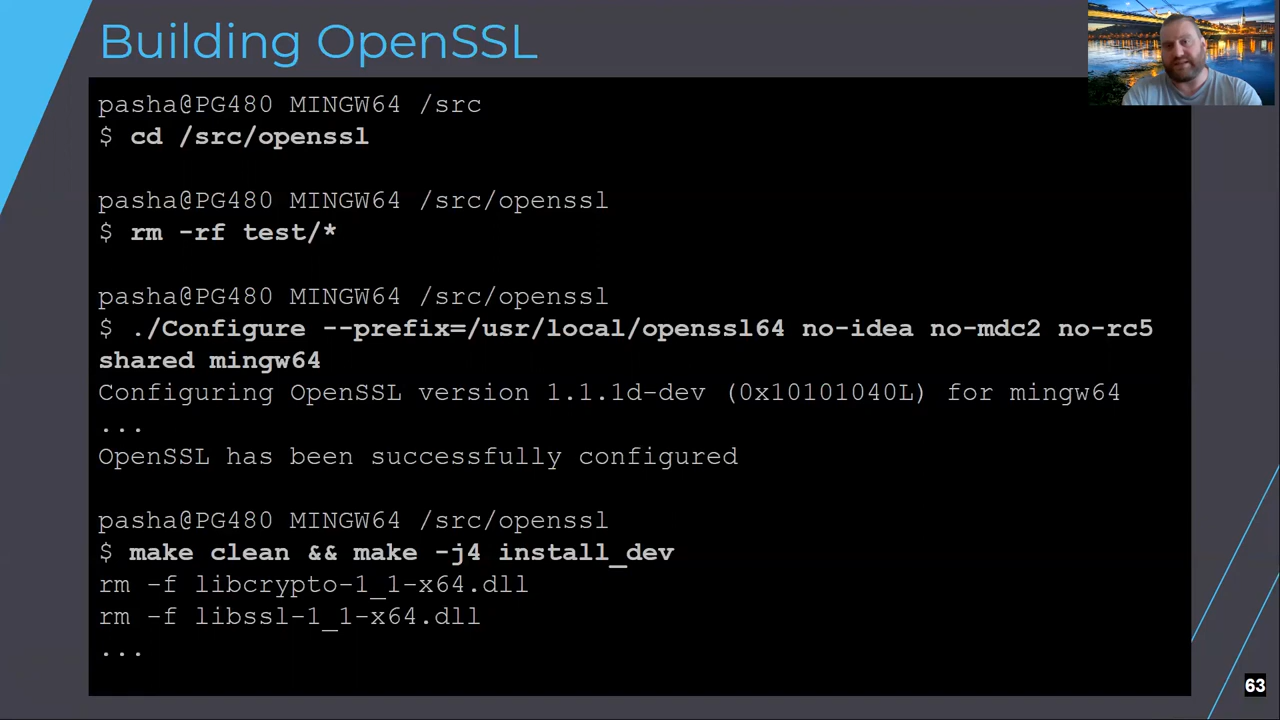 Building OpenSSL
pasha@PG480 MINGW64 /src
$ cd /src/openssl
pasha@PG480 MINGW64 /src/openssl
$ rm -rf test/*
pasha@PG480 MINGW64 /src/openssl
$ ./Configure --prefix=/usr/local/openssl64 no-idea no-mdc2 no-rc5
shared mingw64
Configuring OpenSSL version 1.1.1d-dev (0x10101040L) for mingw64
...
OpenSSL has been successfully configured
pasha@PG480 MINGW64 /src/openssl
$ make clean && make -j4 install_dev
rm -f libcrypto-1_1-x64.dll
rm -f libssl-1_1-x64.dll
...
63